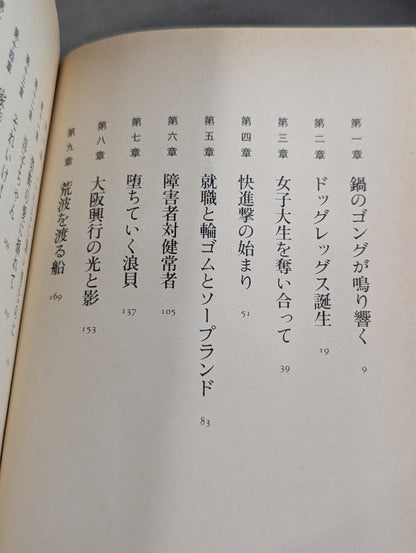 第一章 鍋のゴングが鳴り響く 9
第二章 ドッグレッグス誕生 19
第三章 女子大生を奪い合って 39
第四章 快進撃の始まり 51
第五章 就職と輪ゴムとソープランド 83
第六章 障害者対健常者 105
第七章 堕ちていく浪貝 137
第八章 大阪興行の光と影 153
第九章 荒波を渡る船 169